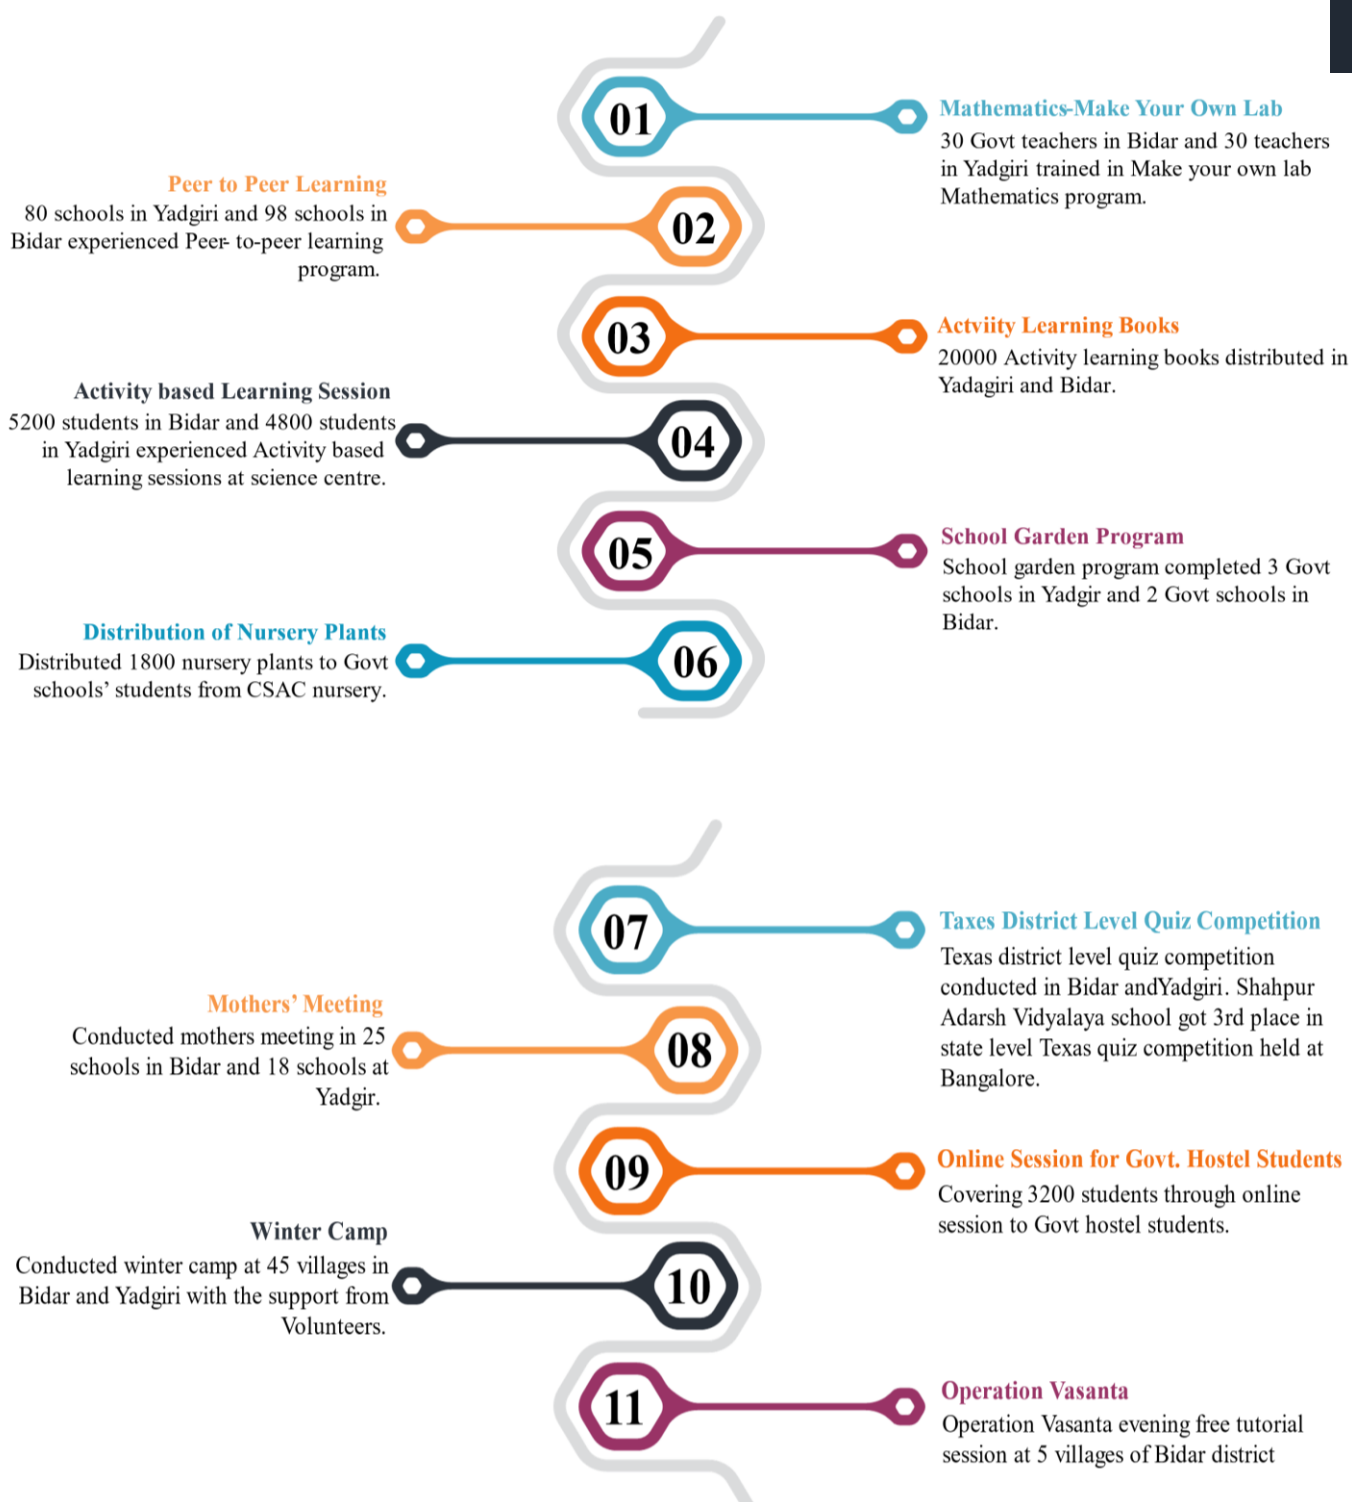 01
Mathematics-Make Your Own Lab
30 Govt teachers in Bidar and 30 teachers
in Yadgiri trained in Make your own lab
Mathematics program.
Peer to Peer Learning
80 schools in Yadgiri and 98 schools in
Bidar experienced Peer- to-peer learning
program.
02
03
Actviity Learning Books
20000 Activity learning books distributed in
Yadagiri and Bidar.
Activity based Learning Session
5200 students in Bidar and 4800 students
in Yadgiri experienced Activity based
learning sessions at science centre.
04
05
School Garden Program
School garden program completed 3 Govt
schools in Yadgir and 2 Govt schools in
Bidar.
Distribution of Nursery Plants
Distributed 1800 nursery plants to Govt
schools’ students from CSAC nursery.
06
07
Taxes District Level Quiz Competition
Texas district level quiz competition
conducted in Bidar andYadgiri. Shahpur
Adarsh Vidyalaya school got 3rd place in
state level Texas quiz competition held at
Bangalore.
Mothers’ Meeting
Conducted mothers meeting in 25
schools in Bidar and 18 schools at
Yadgir.
08
09
Online Session for Govt. Hostel Students
Covering 3200 students through online
session to Govt hostel students.
Winter Camp
Conducted winter camp at 45 villages in
Bidar and Yadgiri with the support from
Volunteers.
10
11
Operation Vasanta
Operation Vasanta evening free tutorial
session at 5 villages of Bidar district